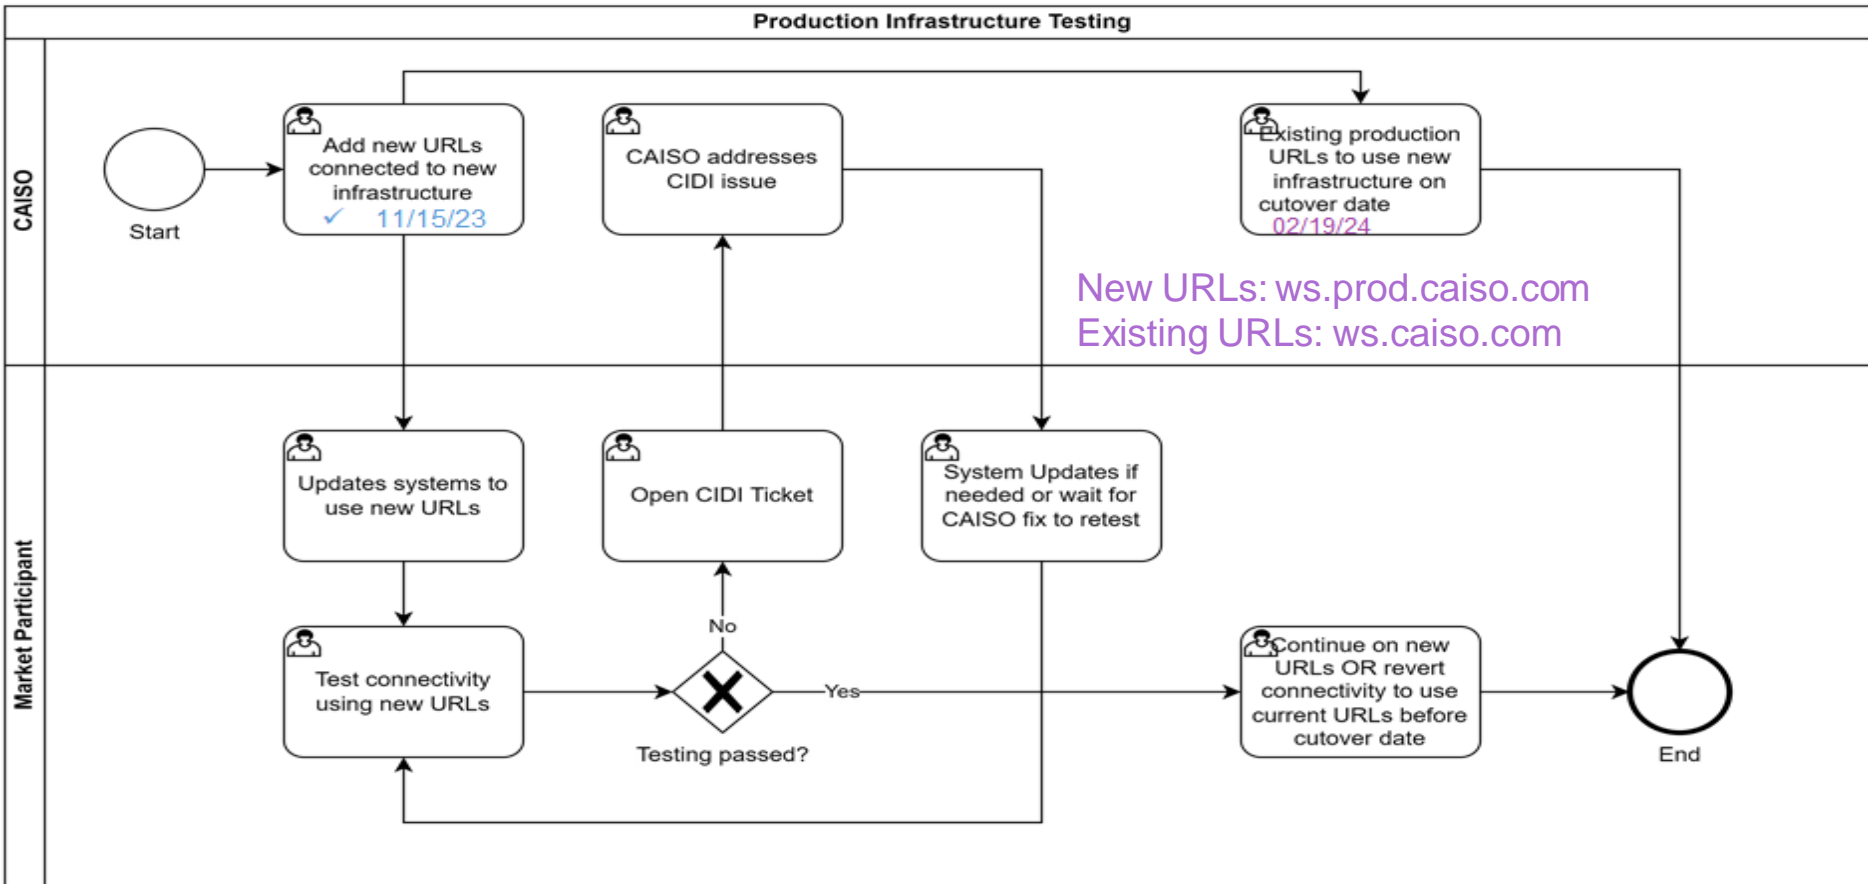 Production Infrastructure Testing
CAISO
Start
Add new URLs
connected to new
infrastructure
✓ 11/15/23
CAISO addresses
CIDI issue
Existing production
URLs to use new
infrastructure on
cutover date
02/19/24
New URLs: ws.prod.caiso.com
Existing URLs: ws.caiso.com
Market Participant
Updates systems to
use new URLs
Open CIDI Ticket
System Updates if
needed or wait for
CAISO fix to retest
Test connectivity
using new URLs
No
Yes
Testing passed?
Continue on new
URLs OR revert
connectivity to use
current URLs before
cutover date
End